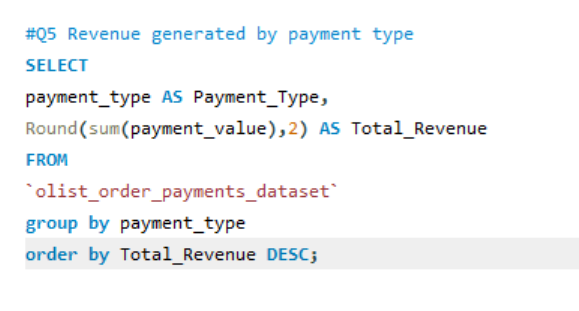 #Q5 Revenue generated by payment type
SELECT
payment_type AS Payment_Type,
Round(sum(payment_value),2) AS Total_Revenue
FROM
`olist_order_payments_dataset`
group by payment_type
order by Total_Revenue DESC;